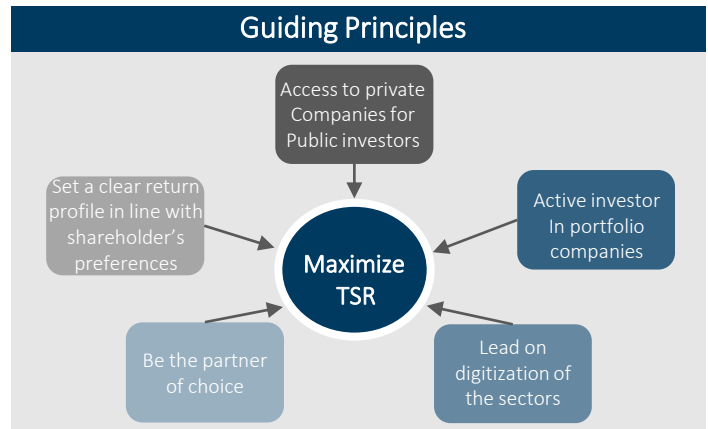 Guiding Principles
Access to private
Companies for
Public investors
Set a clear return
profile in line with
shareholder's
preferences
Active investor
In portfolio
companies
Maximize
TSR
Be the partner
of choice
Lead on
digitization of
the sectors